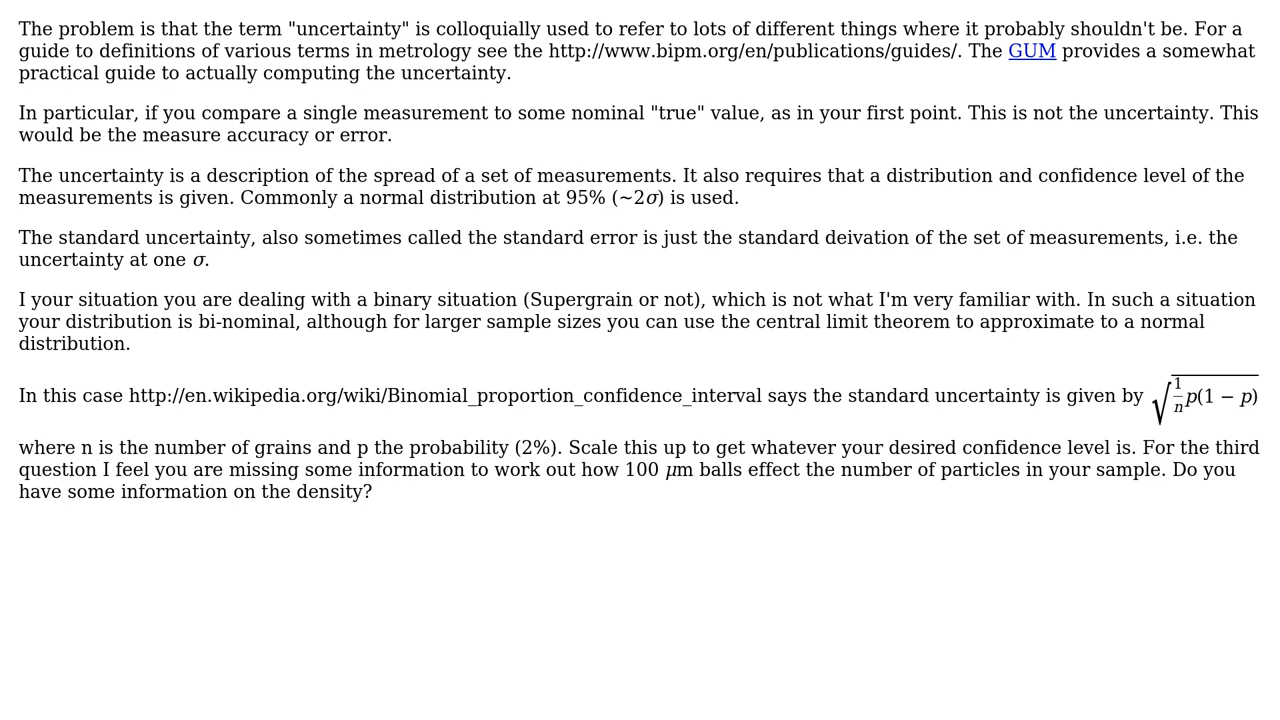 The problem is that the term "uncertainty" is colloquially used to refer to lots of different things where it probably shouldn't be. For a
guide to definitions of various terms in metrology see the http://www.bipm.org/en/publications/guides/. The GUM provides a somewhat
practical guide to actually computing the uncertainty.
In particular, if you compare a single measurement to some nominal "true" value, as in your first point. This is not the uncertainty. This
would be the measure accuracy or error.
The uncertainty is a description of the spread of a set of measurements. It also requires that a distribution and confidence level of the
measurements is given. Commonly a normal distribution at 95% (~2σ) is used.
The standard uncertainty, also sometimes called the standard error is just the standard deivation of the set of measurements, i.e. the
uncertainty at one σ.
I your situation you are dealing with a binary situation (Supergrain or not), which is not what I'm very familiar with. In such a situation
your distribution is bi-nominal, although for larger sample sizes you can use the central limit theorem to approximate to a normal
distribution.
In this case http://en.wikipedia.org/wiki/Binomial_proportion_confidence_interval says the standard uncertainty is given by √(1/n p(1 − p))
where n is the number of grains and p the probability (2%). Scale this up to get whatever your desired confidence level is. For the third
question I feel you are missing some information to work out how 100 μm balls effect the number of particles in your sample. Do you
have some information on the density?